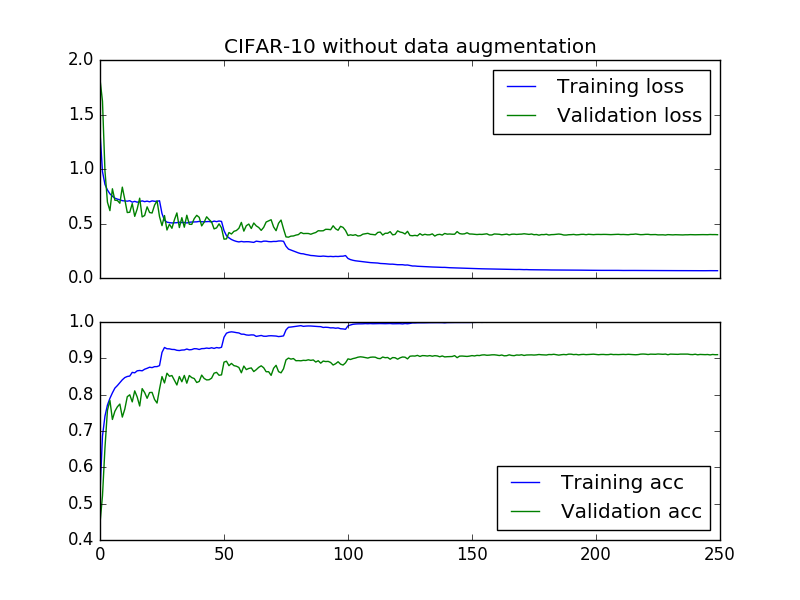 CIFAR-10 without data augmentation
2.0
1.5
1.0
0.5
0.0
Training loss
Validation loss
1.0
0.9
0.8
0.7
0.6
0.5
0.4
Training acc
Validation acc
0 50 100 150 200 250